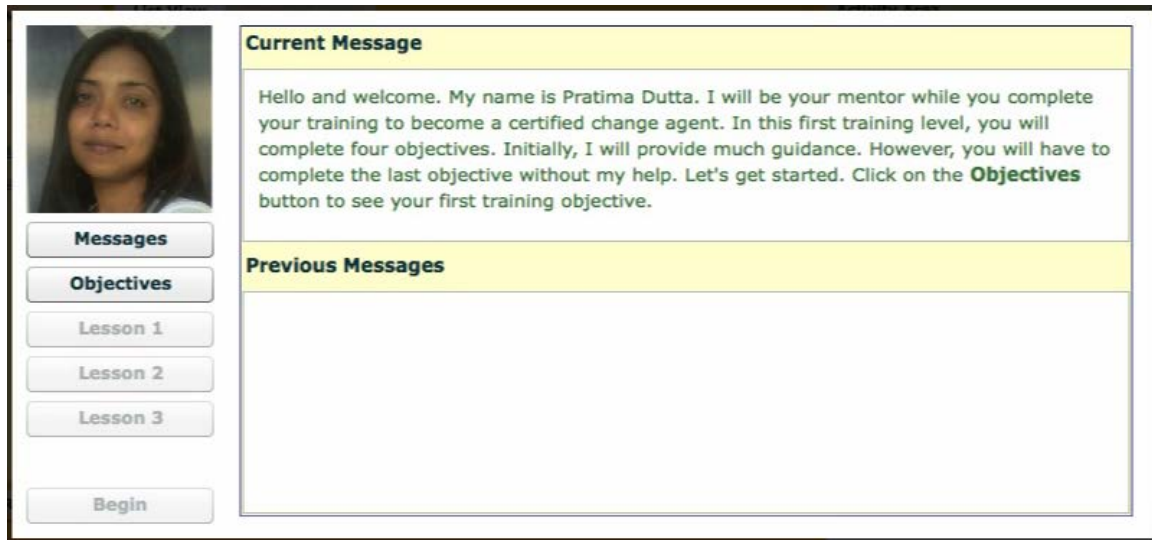 Current Message
Hello and welcome. My name is Pratima Dutta. I will be your mentor while you complete
your training to become a certified change agent. In this first training level, you will
complete four objectives. Initially, I will provide much guidance. However, you will have to
complete the last objective without my help. Let's get started. Click on the Objectives
button to see your first training objective.
Messages
Objectives
Lesson 1
Lesson 2
Lesson 3
Begin
Previous Messages